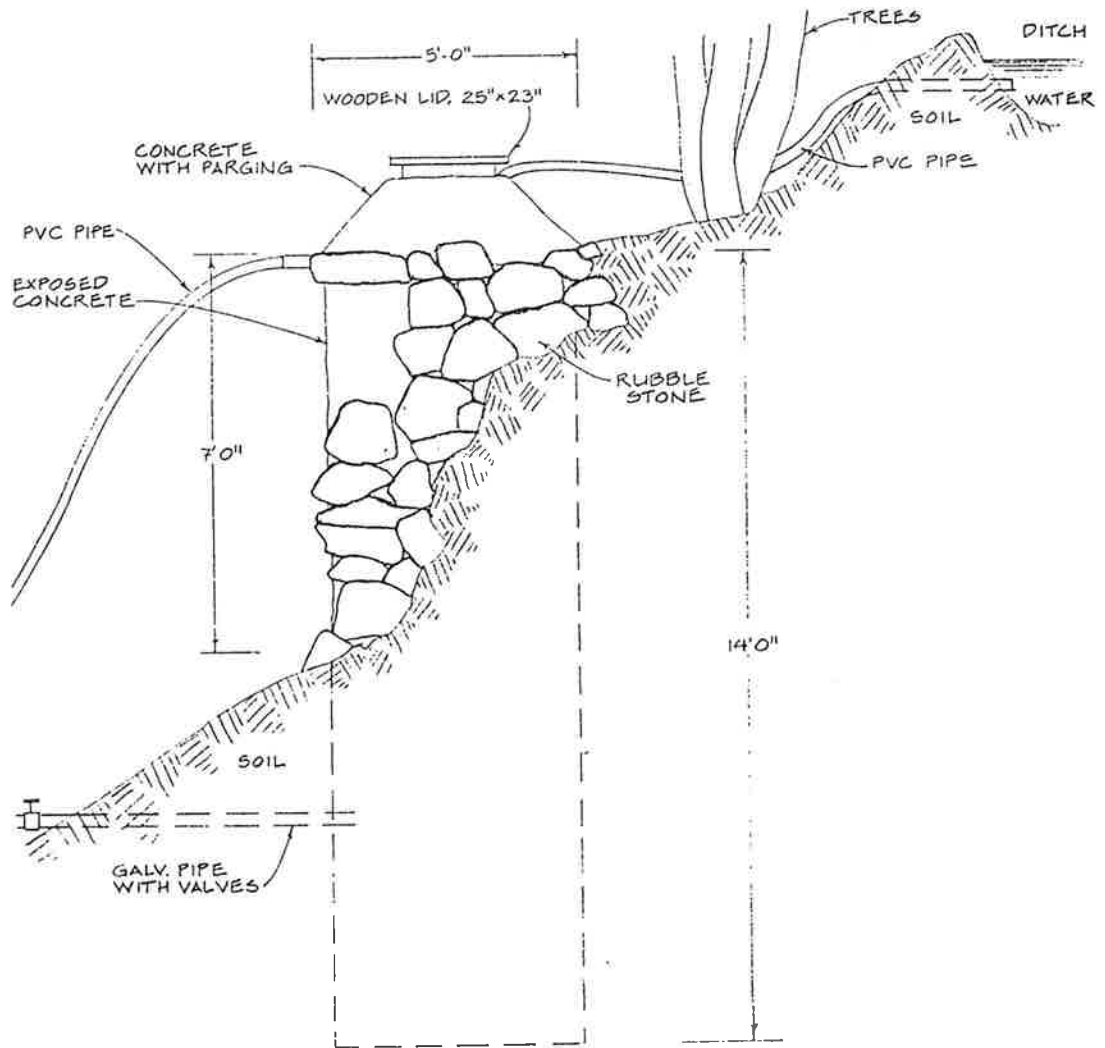 TREES
DITCH
5'-0"
WOODEN LID, 25"x23"
WATER
SOIL
CONCRETE
WITH PARGING
PVC PIPE
PVC PIPE
EXPOSED
CONCRETE
RUBBLE
STONE
7'0"
14'0"
SOIL
GALV. PIPE
WITH VALVES